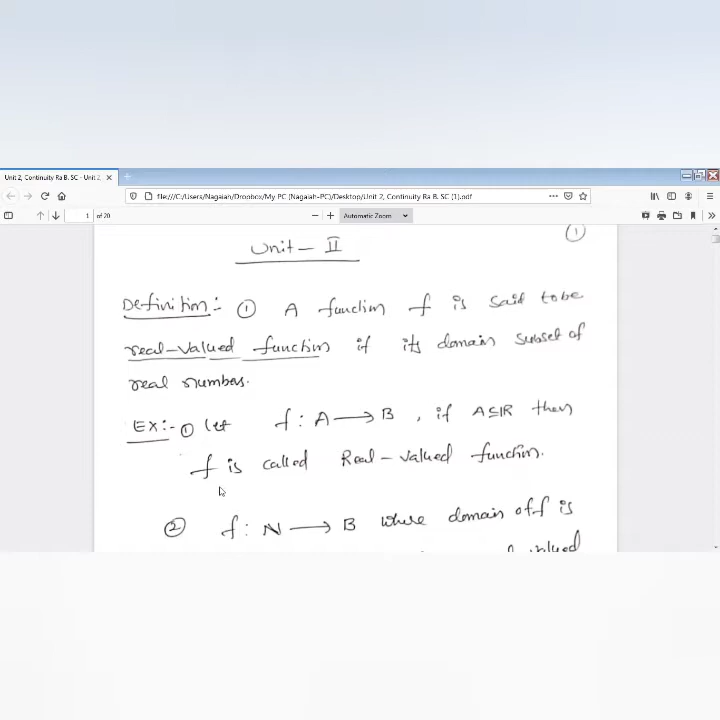 Unit 2, Continuity Ra B. SC - Unit 2,
file:///C:/Users/Nagaian/Dropbox/My PC (Nagaiah-PC)/Desktop/Unit 2, Continuity Ra B. SC (1).pdf
1 of 20
Automatic Zoom
1
Unit - II
Definition:- ① A function f is said to be
real-valued function if its domain subset of
real numbers.
Ex:- ① Let f : A ⟶ B , if A⊆IR then
f is called Real-valued function.
② f : N ⟶ B where domain of f is
valued